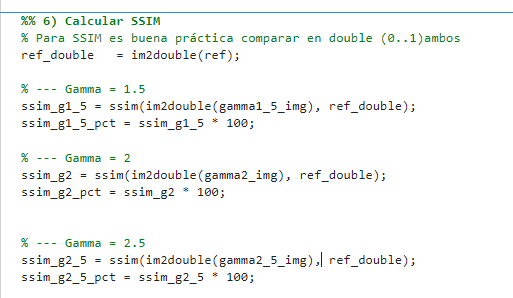 %% 6) Calcular SSIM
% Para SSIM es buena práctica comparar en double (0..1)ambos
ref_double   = im2double(ref);
% --- Gamma = 1.5
ssim_g1_5 = ssim(im2double(gamma1_5_img), ref_double);
ssim_g1_5_pct = ssim_g1_5 * 100;
% --- Gamma = 2
ssim_g2 = ssim(im2double(gamma2_img), ref_double);
ssim_g2_pct = ssim_g2 * 100;
% --- Gamma = 2.5
ssim_g2_5 = ssim(im2double(gamma2_5_img), ref_double);
ssim_g2_5_pct = ssim_g2_5 * 100;